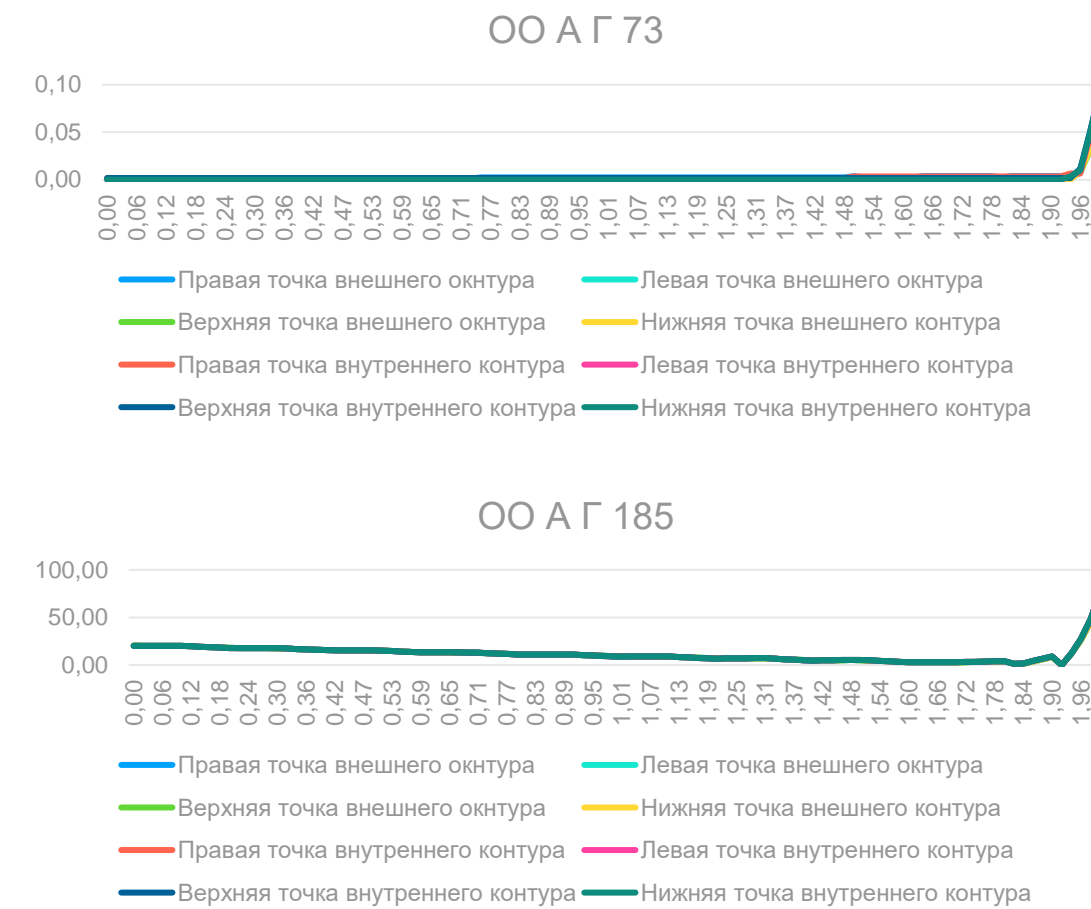 ОО А Г 73
0,10
0,05
0,00
0,00 0,06 0,12 0,18 0,24 0,30 0,36 0,42 0,47 0,53 0,59 0,65 0,71 0,77 0,83 0,89 0,95 1,01 1,07 1,13 1,19 1,25 1,31 1,37 1,42 1,48 1,54 1,60 1,66 1,72 1,78 1,84 1,90 1,96
Правая точка внешнего окнтура Левая точка внешнего окнтура
Верхняя точка внешнего окнтура Нижняя точка внешнего контура
Правая точка внутреннего контура Левая точка внутреннего контура
Верхняя точка внутреннего контура Нижняя точка внутреннего контура
ОО А Г 185
100,00
50,00
0,00
0,00 0,06 0,12 0,18 0,24 0,30 0,36 0,42 0,47 0,53 0,59 0,65 0,71 0,77 0,83 0,89 0,95 1,01 1,07 1,13 1,19 1,25 1,31 1,37 1,42 1,48 1,54 1,60 1,66 1,72 1,78 1,84 1,90 1,96
Правая точка внешнего окнтура Левая точка внешнего окнтура
Верхняя точка внешнего окнтура Нижняя точка внешнего контура
Правая точка внутреннего контура Левая точка внутреннего контура
Верхняя точка внутреннего контура Нижняя точка внутреннего контура